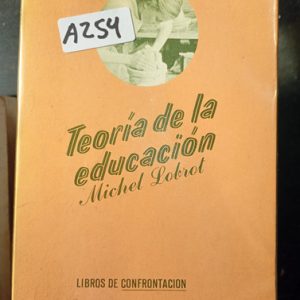 A254
Teoría de la
educación
Michel Lobrot
LIBROS DE CONFRONTACION